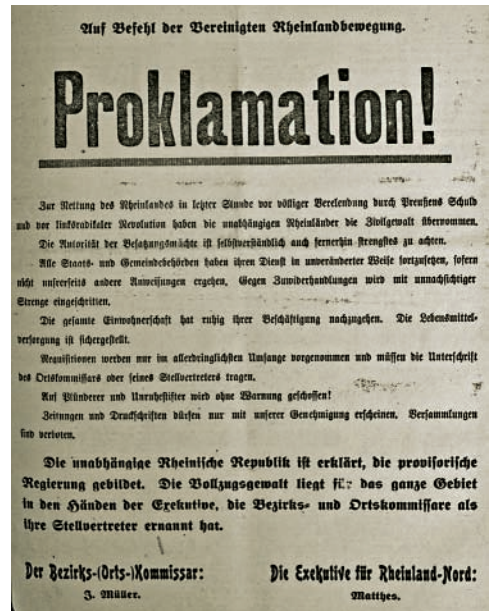 Auf Befehl der Vereinigten Rheinlandbewegung.
Proklamation!
Zur Rettung des Rheinlandes in letzter Stunde vor völliger Verelendung durch Preußens Schuld
und vor linksradikaler Revolution haben die unabhängigen Rheinländer die Zivilgewalt übernommen.
Die Autorität der Besatzungsmächte ist selbstverständlich auch fernerhin strengstes zu achten.
Alle Staats- und Gemeindebehörden haben ihren Dienst in unveränderter Weise fortzusetzen, sofern
nicht unsererseits andere Anweisungen ergehen. Gegen Zuwiderhandlungen wird mit unnachsichtiger
Strenge eingeschritten.
Die gesamte Einwohnerschaft hat ruhig ihrer Beschäftigung nachzugehen. Die Lebensmittel-
versorgung ist sichergestellt.
Requisitionen werden nur im allerdringlichsten Umfange vorgenommen und müssen die Unterschrift
des Ortskommissars oder seines Stellvertreters tragen.
Auf Plünderer und Unruhestifter wird ohne Warnung geschossen!
Zeitungen und Druckschriften dürfen nur mit unserer Genehmigung erscheinen. Versammlungen
sind verboten.
Die unabhängige Rheinische Republik ist erklärt, die provisorische
Regierung gebildet. Die Vollzugsgewalt liegt für das ganze Gebiet
in den Händen der Exekutive, die Bezirks- und Ortskommissare als
ihre Stellvertreter ernannt hat.
Der Bezirks-(Orts-)Kommissar: Die Exekutive für Rheinland-Nord:
J. Müller. Matthes.